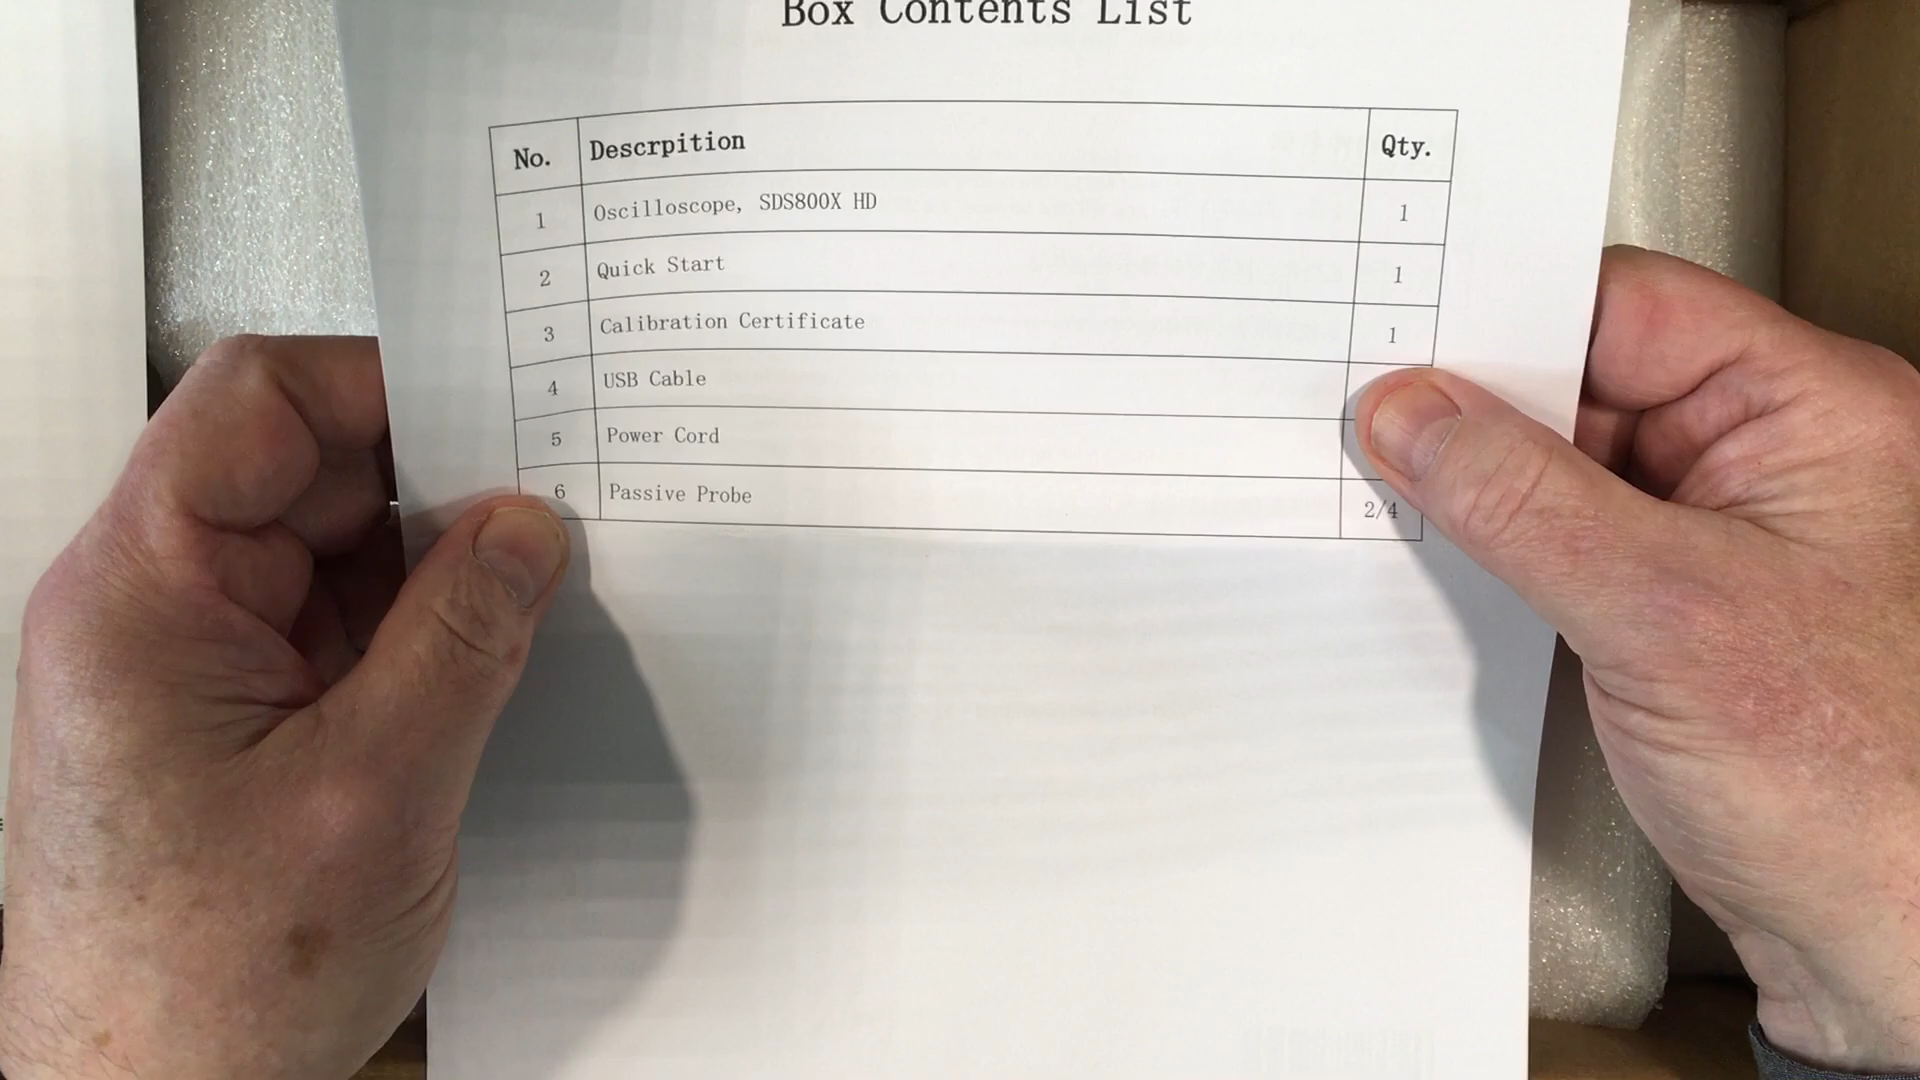 Box Contents List
No. Descrpition Qty.
1 Oscilloscope, SDS800X HD 1
2 Quick Start 1
3 Calibration Certificate 1
4 USB Cable
5 Power Cord
6 Passive Probe 2/4